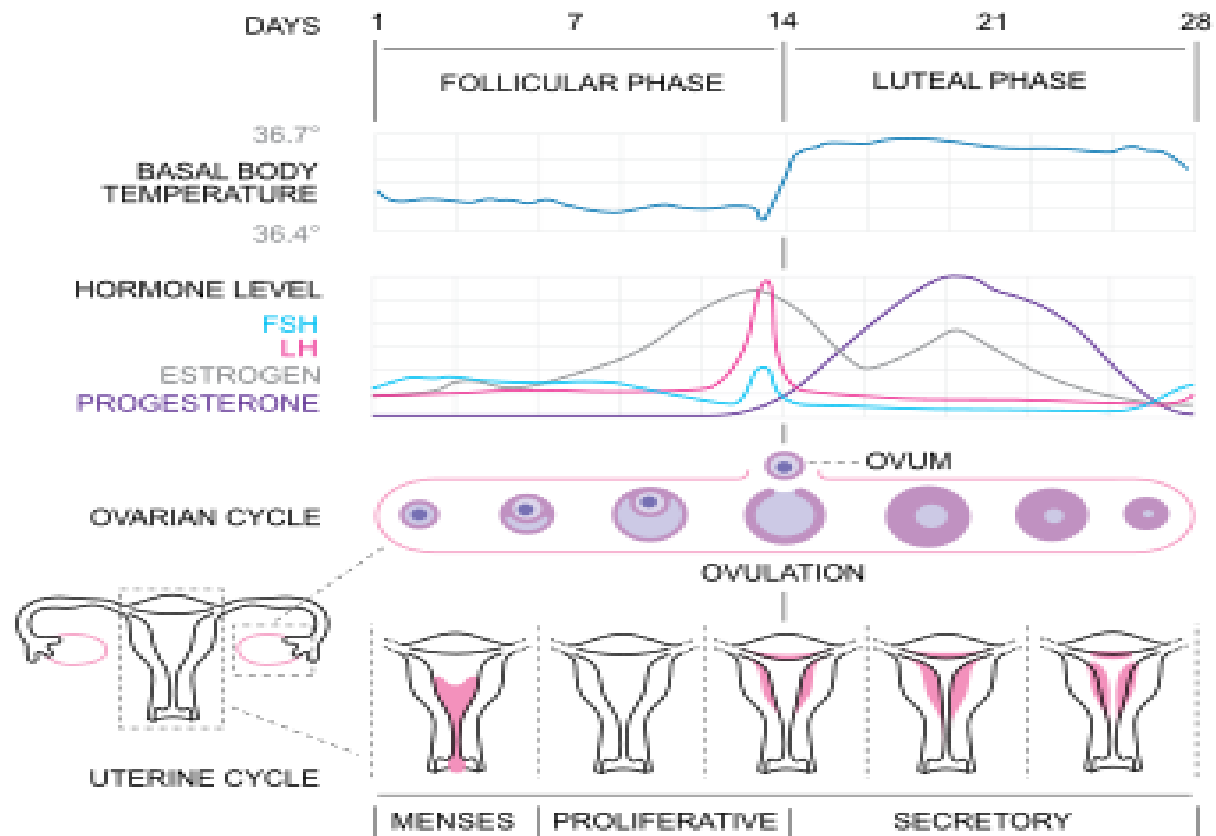 DAYS 1 7 14 21 28
FOLLICULAR PHASE LUTEAL PHASE
36.7°
BASAL BODY
TEMPERATURE
36.4°
HORMONE LEVEL
FSH
LH
ESTROGEN
PROGESTERONE
OVUM
OVARIAN CYCLE
OVULATION
UTERINE CYCLE
MENSES PROLIFERATIVE SECRETORY